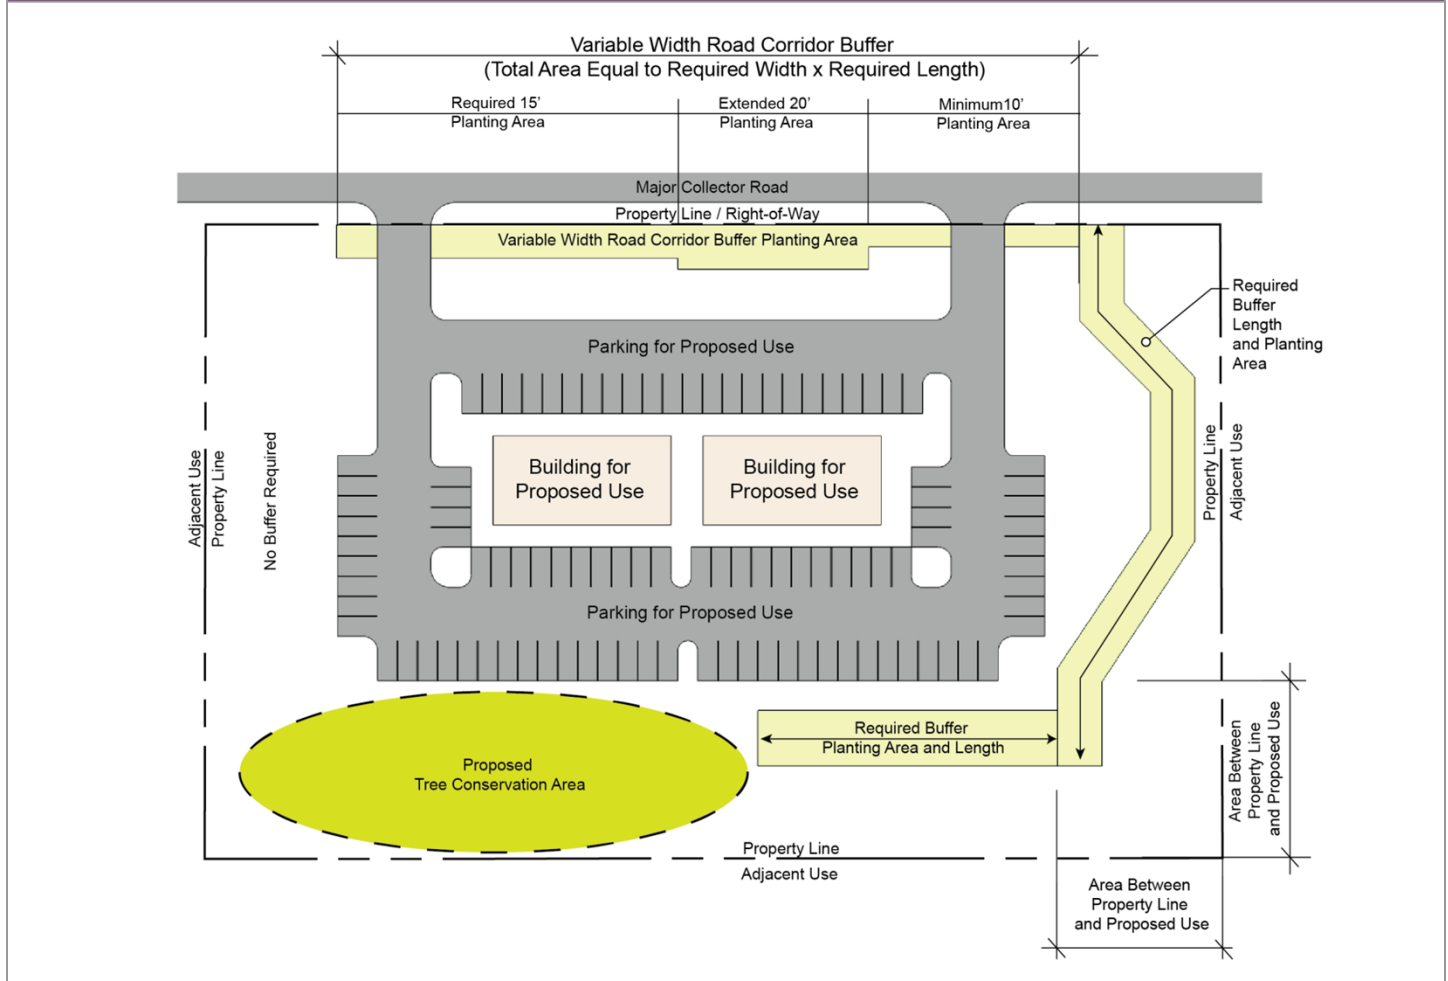 Variable Width Road Corridor Buffer
(Total Area Equal to Required Width x Required Length)
Required 15'
Planting Area
Extended 20'
Planting Area
Minimum10'
Planting Area
Major Collector Road
Property Line / Right-of-Way
Variable Width Road Corridor Buffer Planting Area
Required
Buffer
Length
and Planting
Area
Parking for Proposed Use
Adjacent Use
Property Line
No Buffer Required
Building for
Proposed Use
Building for
Proposed Use
Property Line
Adjacent Use
Parking for Proposed Use
Required Buffer
Planting Area and Length
Proposed
Tree Conservation Area
Area Between
Property Line
and Proposed Use
Property Line
Adjacent Use
Area Between
Property Line
and Proposed Use